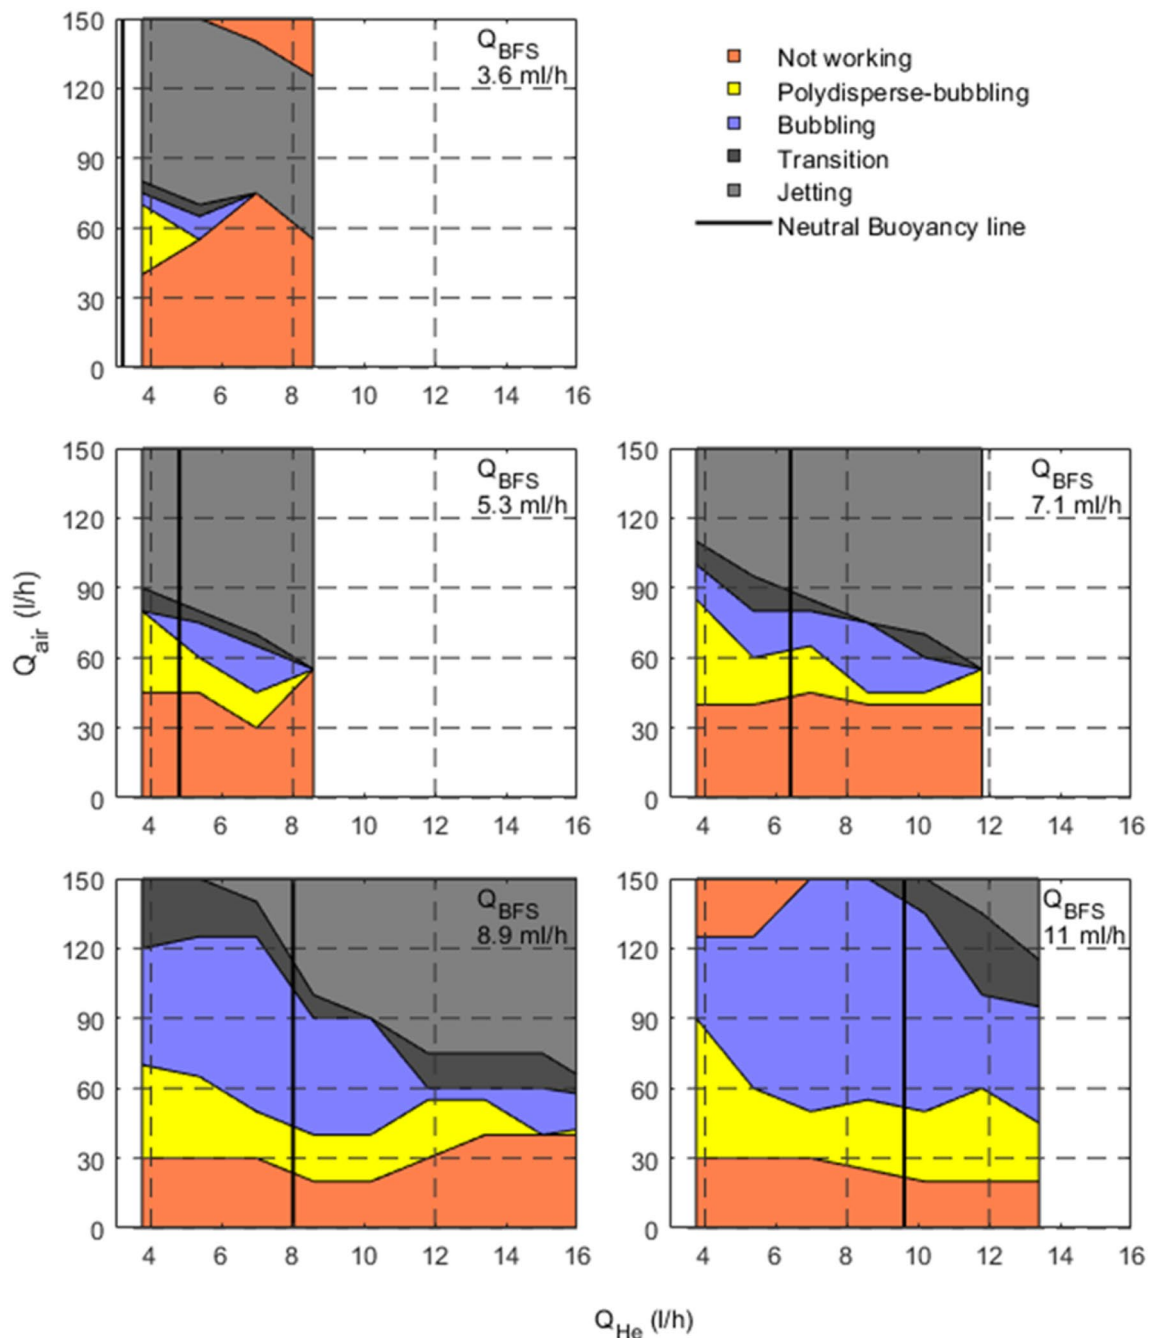 150
120
90
60
30
0
4 6 8 10 12 14 16
Q_BFS
3.6 ml/h
Not working
Polydisperse-bubbling
Bubbling
Transition
Jetting
Neutral Buoyancy line
150
120
90
60
30
0
4 6 8 10 12 14 16
Q_BFS
5.3 ml/h
150
120
90
60
30
0
4 6 8 10 12 14 16
Q_BFS
7.1 ml/h
Q_air (l/h)
150
120
90
60
30
0
4 6 8 10 12 14 16
Q_BFS
8.9 ml/h
150
120
90
60
30
0
4 6 8 10 12 14 16
Q_BFS
11 ml/h
Q_He (l/h)